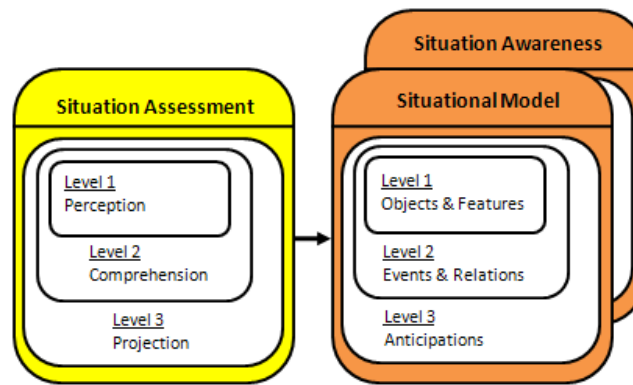 Situation Awareness
Situation Assessment
Situational Model
Level 1
Perception
Level 2
Comprehension
Level 3
Projection
Level 1
Objects & Features
Level 2
Events & Relations
Level 3
Anticipations